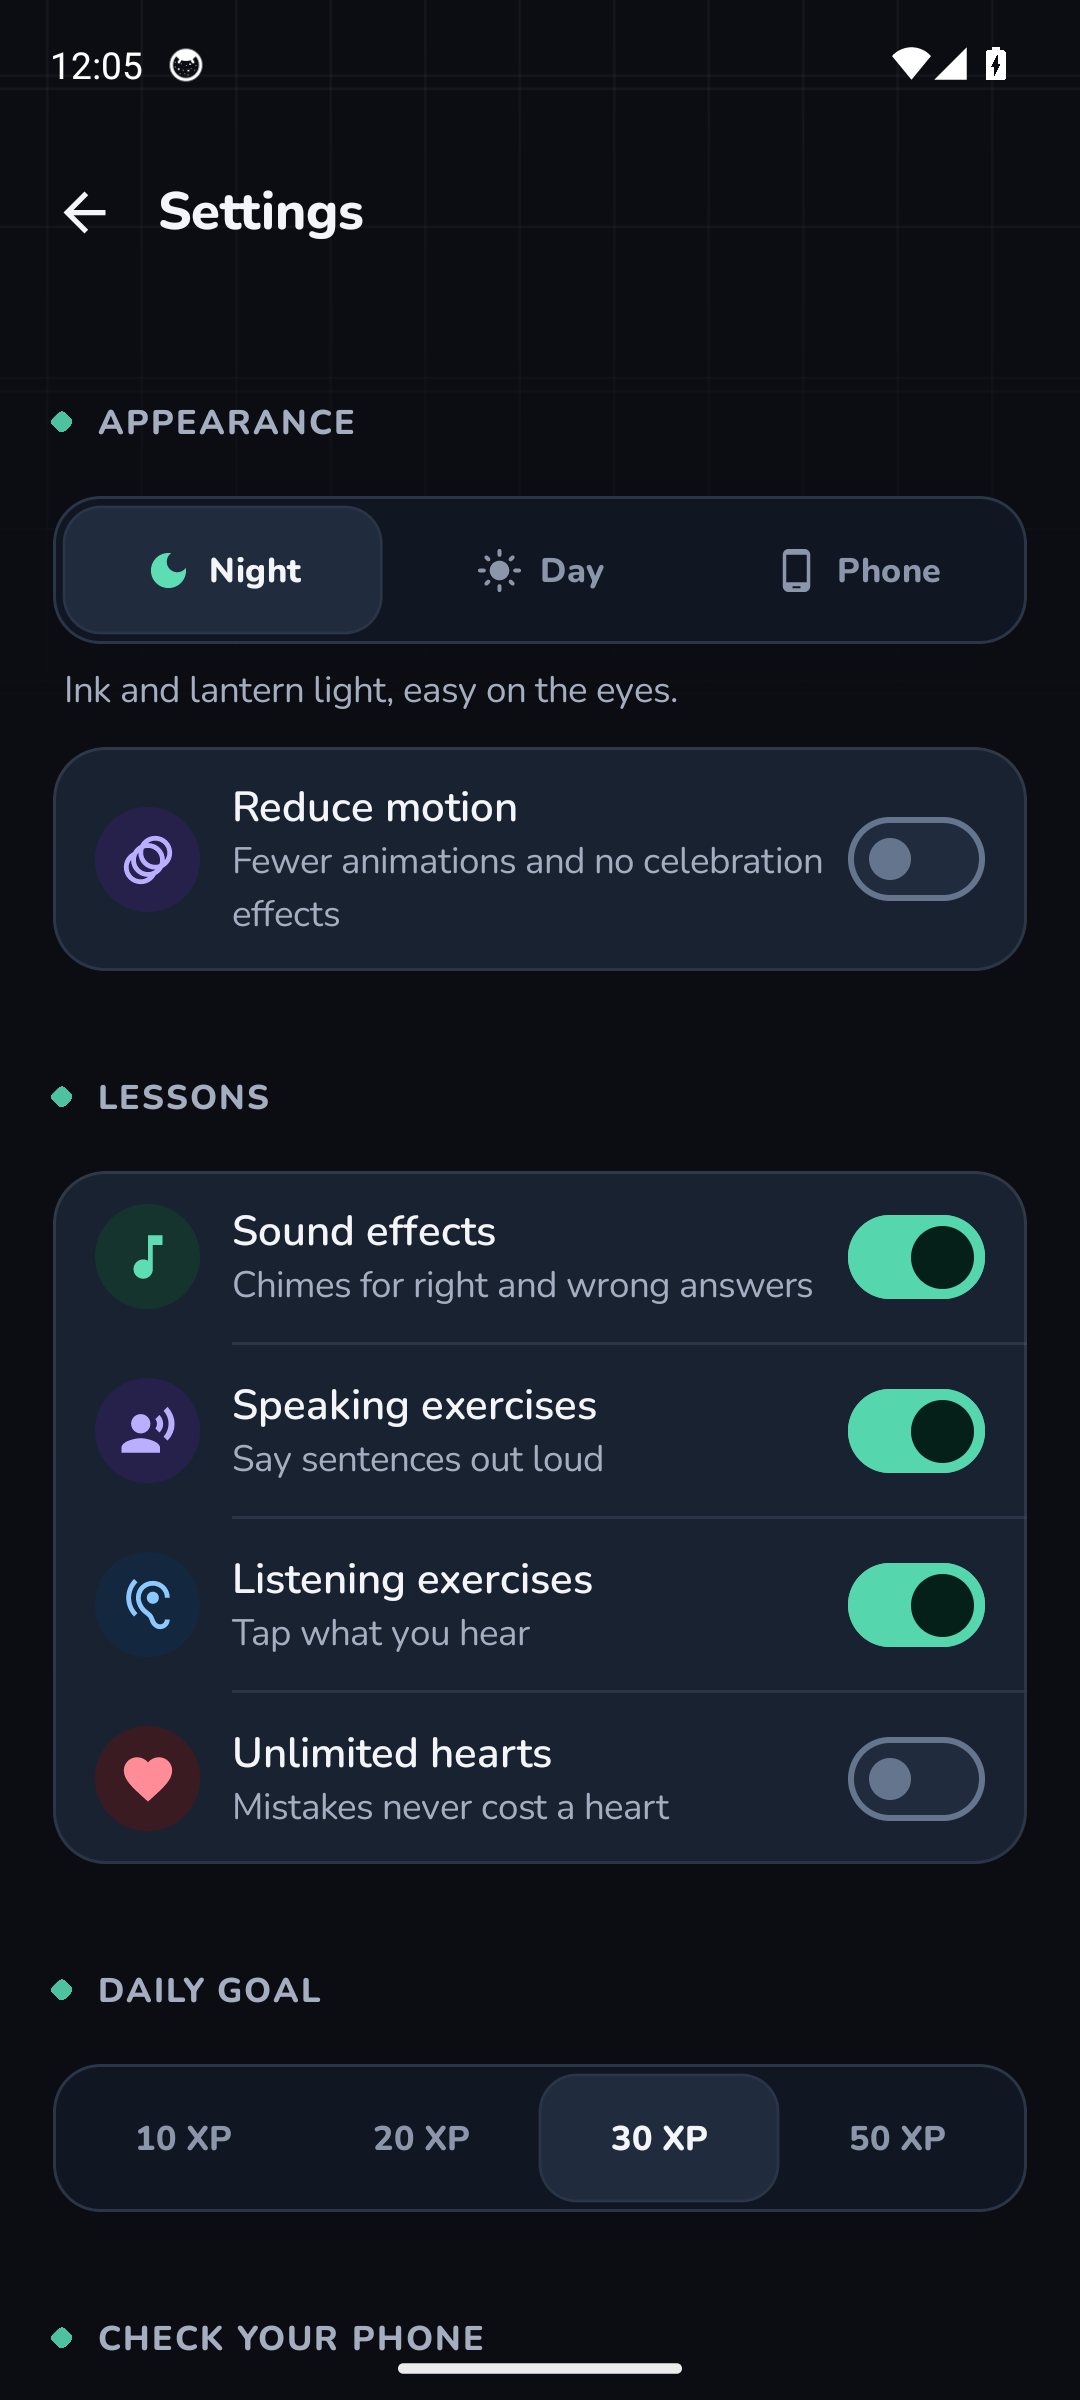 12:05
Settings
APPEARANCE
Night
Day
Phone
Ink and lantern light, easy on the eyes.
Reduce motion
Fewer animations and no celebration
effects
LESSONS
Sound effects
Chimes for right and wrong answers
Speaking exercises
Say sentences out loud
Listening exercises
Tap what you hear
Unlimited hearts
Mistakes never cost a heart
DAILY GOAL
10 XP
20 XP
30 XP
50 XP
CHECK YOUR PHONE